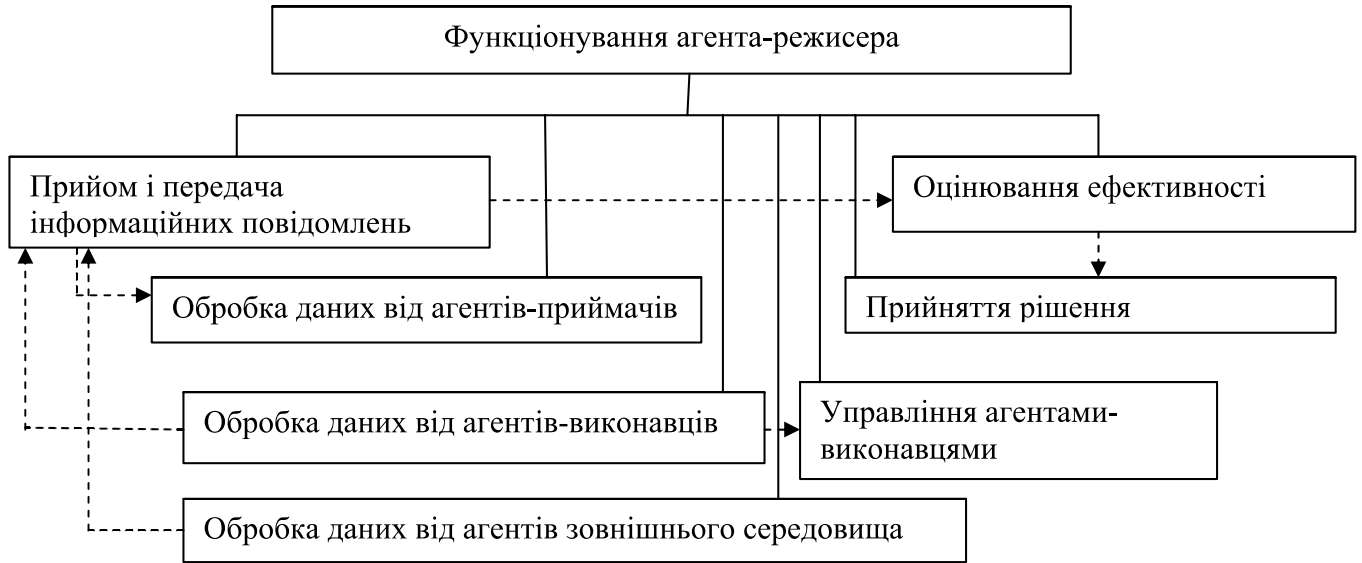 Функціонування агента-режисера
Прийом і передача
інформаційних повідомлень
Оцінювання ефективності
Обробка даних від агентів-приймачів
Прийняття рішення
Обробка даних від агентів-виконавців
Управління агентами-
виконавцями
Обробка даних від агентів зовнішнього середовища